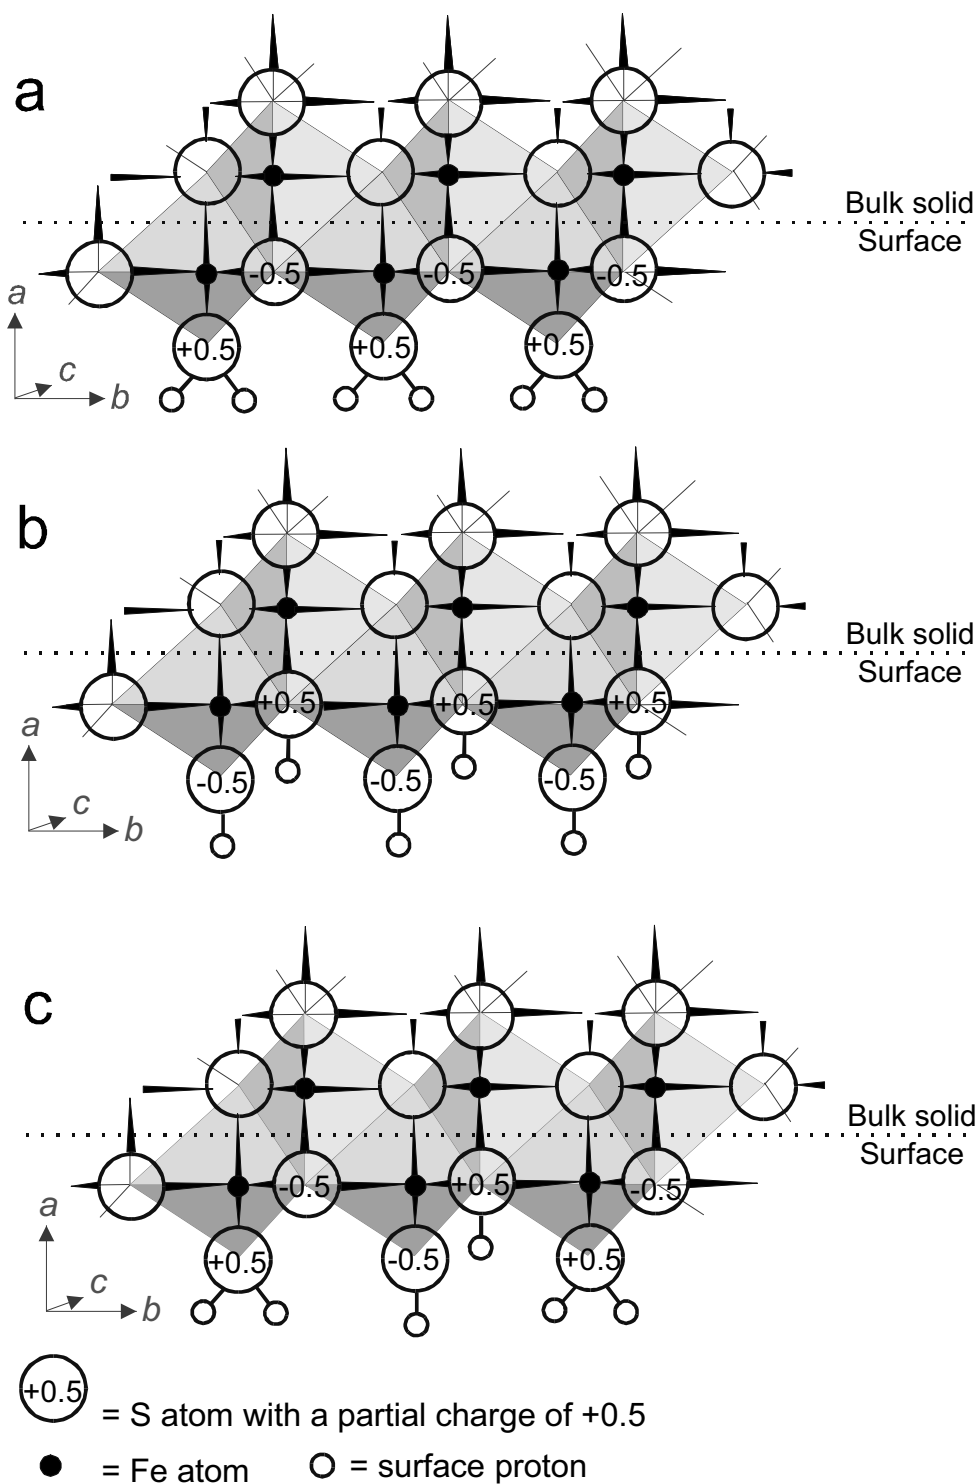 a
Bulk solid
Surface
-0.5 -0.5 -0.5
a
+0.5 +0.5 +0.5
c
b
b
Bulk solid
Surface
+0.5 +0.5 +0.5
a
-0.5 -0.5 -0.5
c
b
c
Bulk solid
Surface
-0.5 +0.5 -0.5
a
+0.5 -0.5 +0.5
c
b
+0.5 = S atom with a partial charge of +0.5
= Fe atom = surface proton